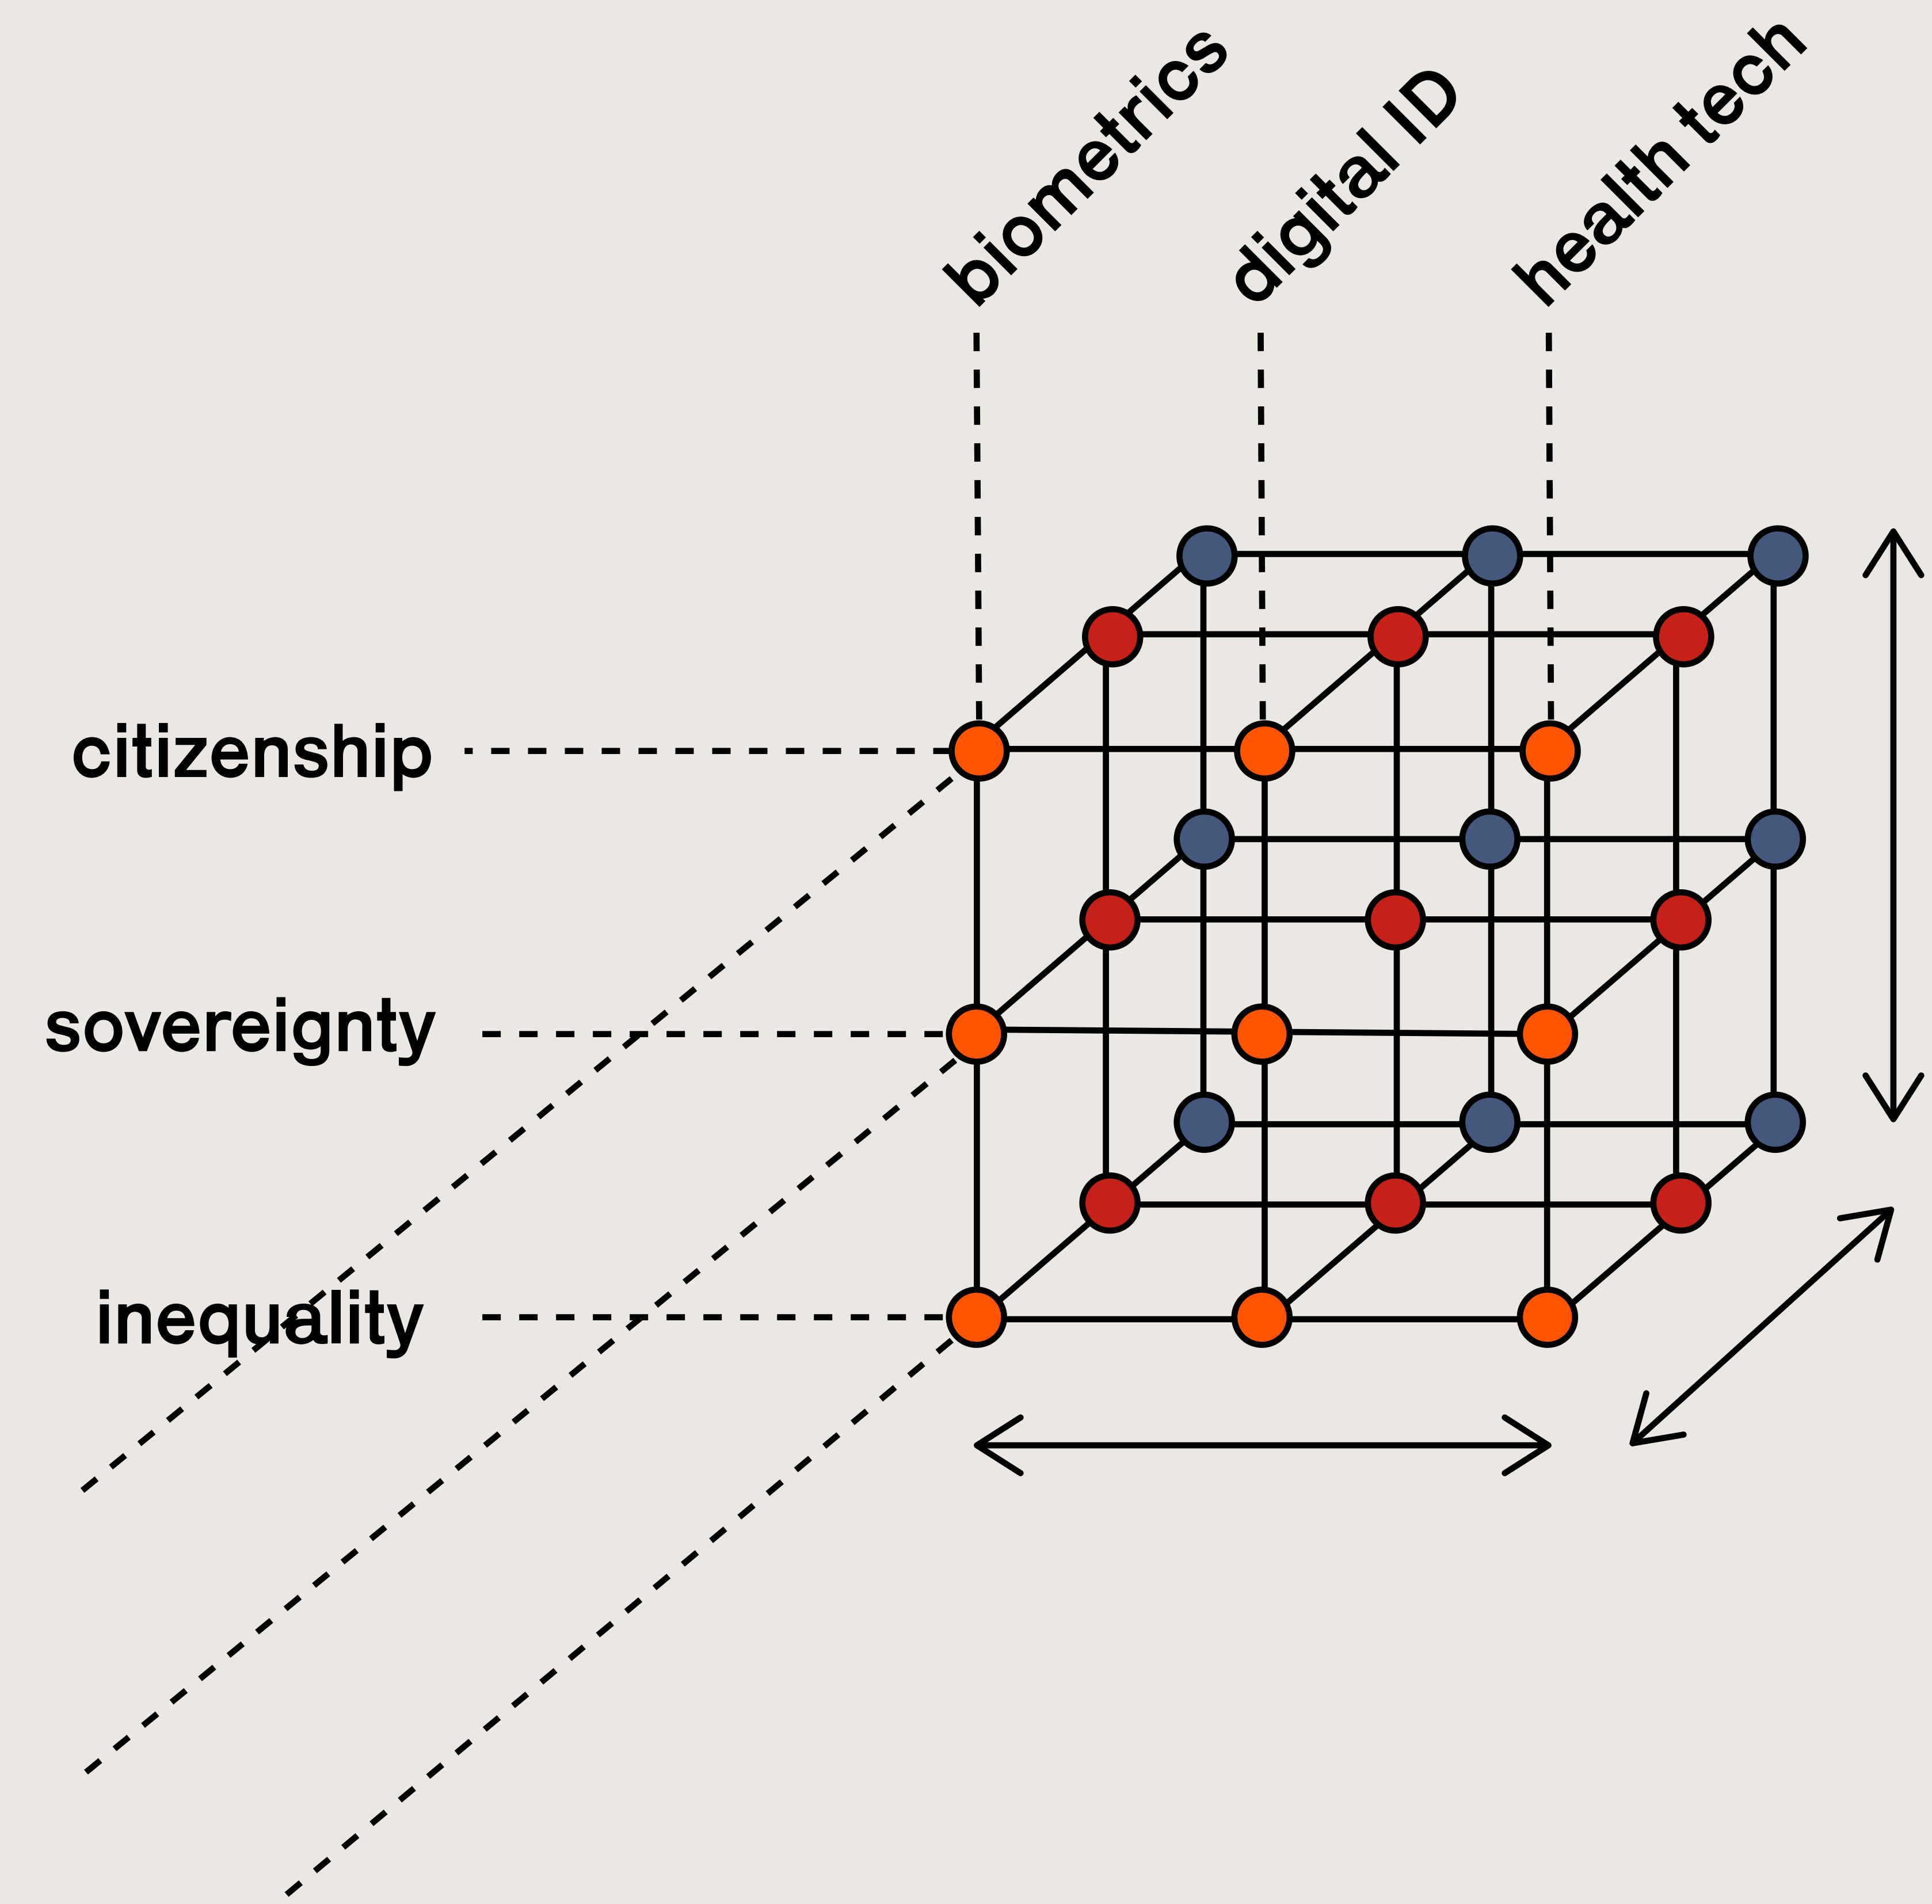 biometrics
digital ID
health tech
citizenship
sovereignty
inequality